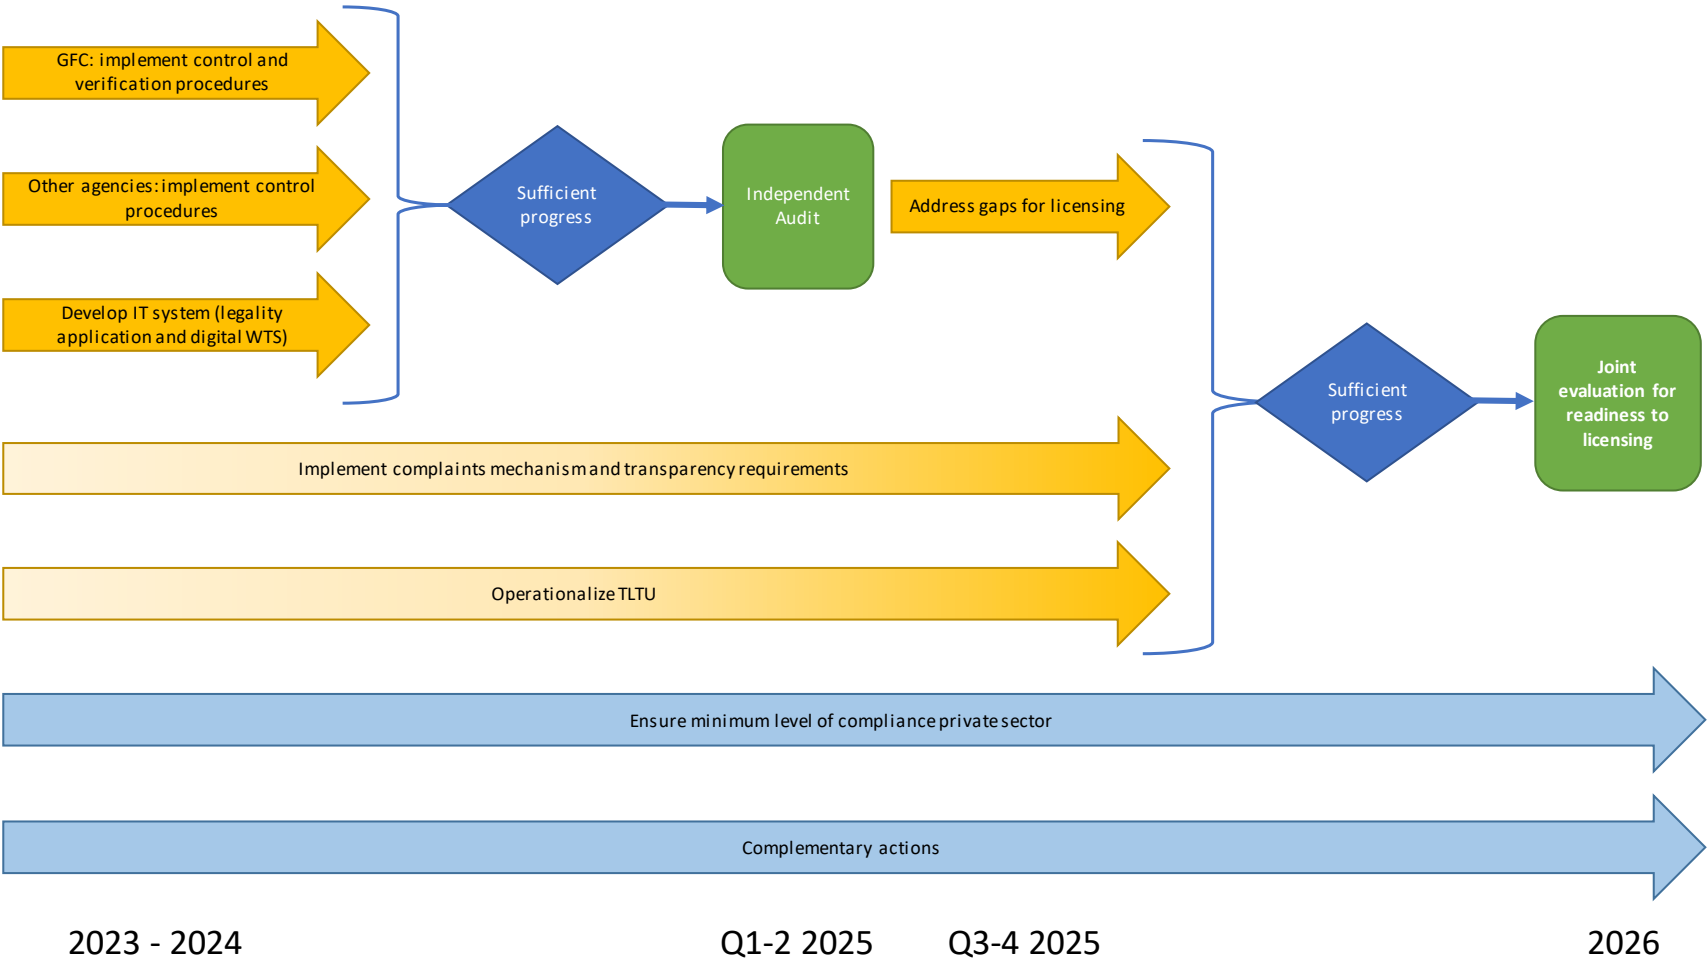 GFC: implement control and
verification procedures
Other agencies: implement control
procedures
Develop IT system (legality
application and digital WTS)
Sufficient
progress
Independent
Audit
Address gaps for licensing
Implement complaints mechanism and transparency requirements
Operationalize TLTU
Sufficient
progress
Joint
evaluation for
readiness to
licensing
Ensure minimum level of compliance private sector
Complementary actions
2023 - 2024
Q1-2 2025
Q3-4 2025
2026